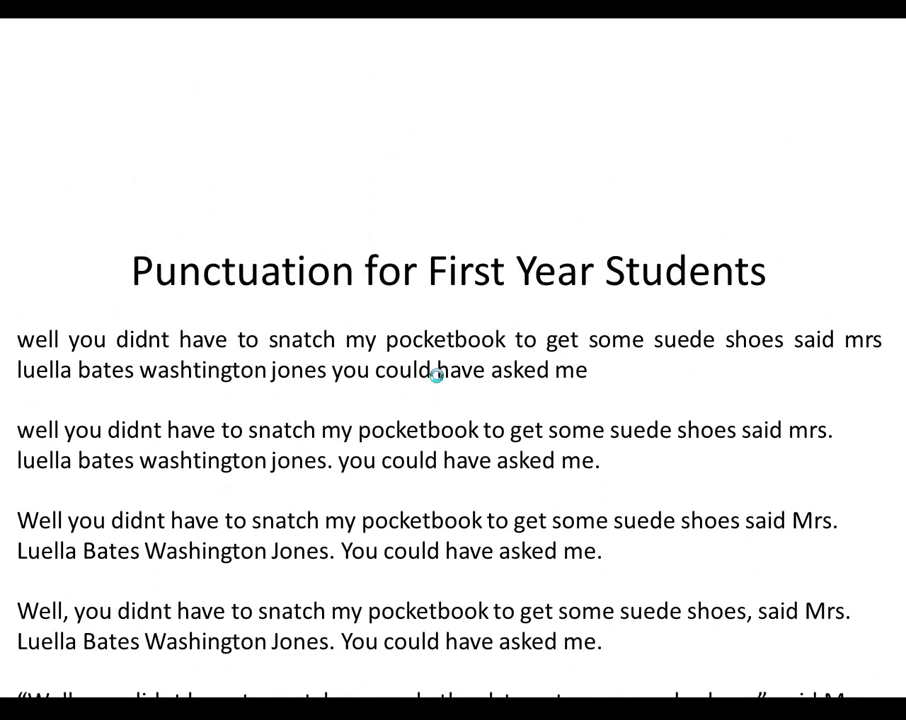 Punctuation for First Year Students
well you didnt have to snatch my pocketbook to get some suede shoes said mrs
luella bates washtington jones you could have asked me
well you didnt have to snatch my pocketbook to get some suede shoes said mrs.
luella bates washtington jones. you could have asked me.
Well you didnt have to snatch my pocketbook to get some suede shoes said Mrs.
Luella Bates Washington Jones. You could have asked me.
Well, you didnt have to snatch my pocketbook to get some suede shoes, said Mrs.
Luella Bates Washington Jones. You could have asked me.